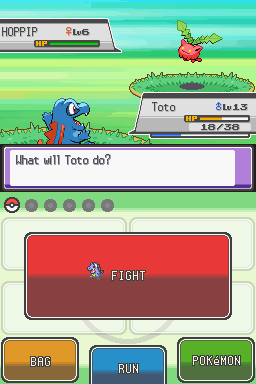 HOPPIP ♀Lv6
HP
Toto ♂Lv13
HP
18/38
What will Toto do?
FIGHT
BAG
RUN
POKéMON